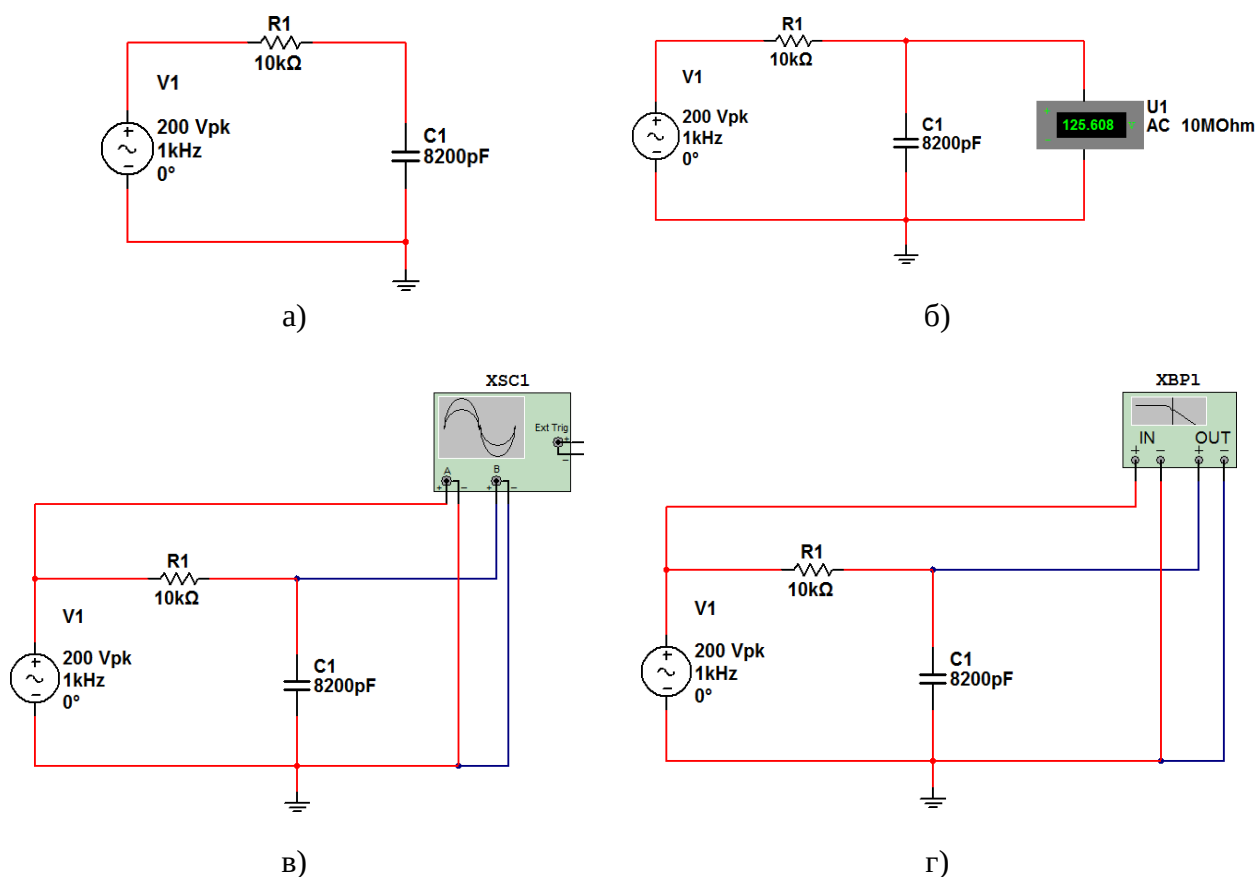 R1
10kΩ
V1
200 Vpk
1kHz
0°
C1
8200pF
а)
R1
10kΩ
V1
200 Vpk
1kHz
0°
C1
8200pF
+
125.608
V
−
U1
AC 10MOhm
б)
XSC1
Ext Trig
+
−
A
B
+ − + −
R1
10kΩ
V1
200 Vpk
1kHz
0°
C1
8200pF
в)
XBP1
IN OUT
+ − + −
R1
10kΩ
V1
200 Vpk
1kHz
0°
C1
8200pF
г)